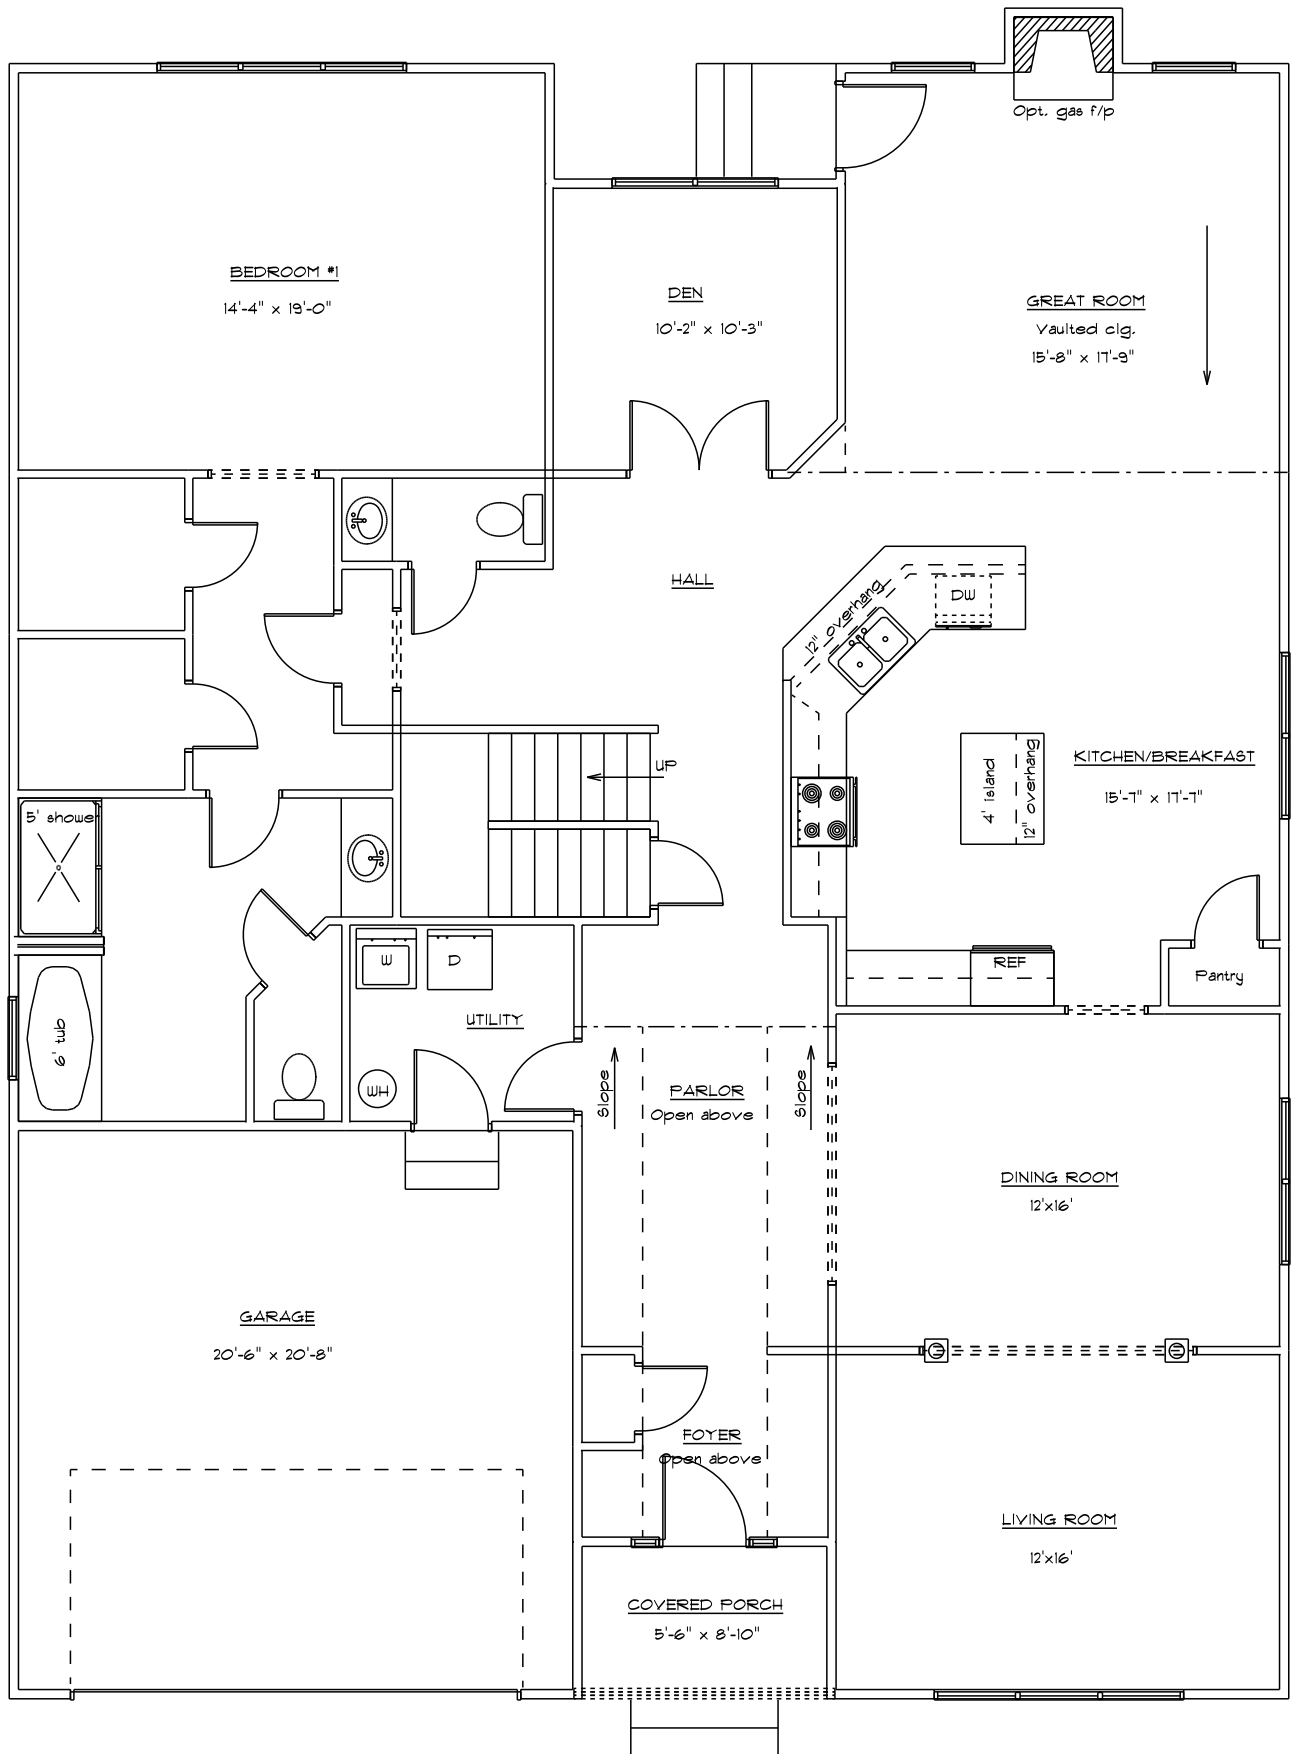 Opt. gas f/p
BEDROOM #1
14'-4" x 19'-0"
DEN
10'-2" x 10'-3"
GREAT ROOM
Vaulted clg.
15'-8" x 17'-9"
HALL
12" overhang
DW
UP
4' island
12" overhang
KITCHEN/BREAKFAST
15'-7" x 17'-7"
5' shower
W
D
REF
Pantry
UTILITY
6' tub
WH
Slope
PARLOR
Open above
Slope
DINING ROOM
12'x16'
GARAGE
20'-6" x 20'-8"
FOYER
Open above
LIVING ROOM
12'x16'
COVERED PORCH
5'-6" x 8'-10"